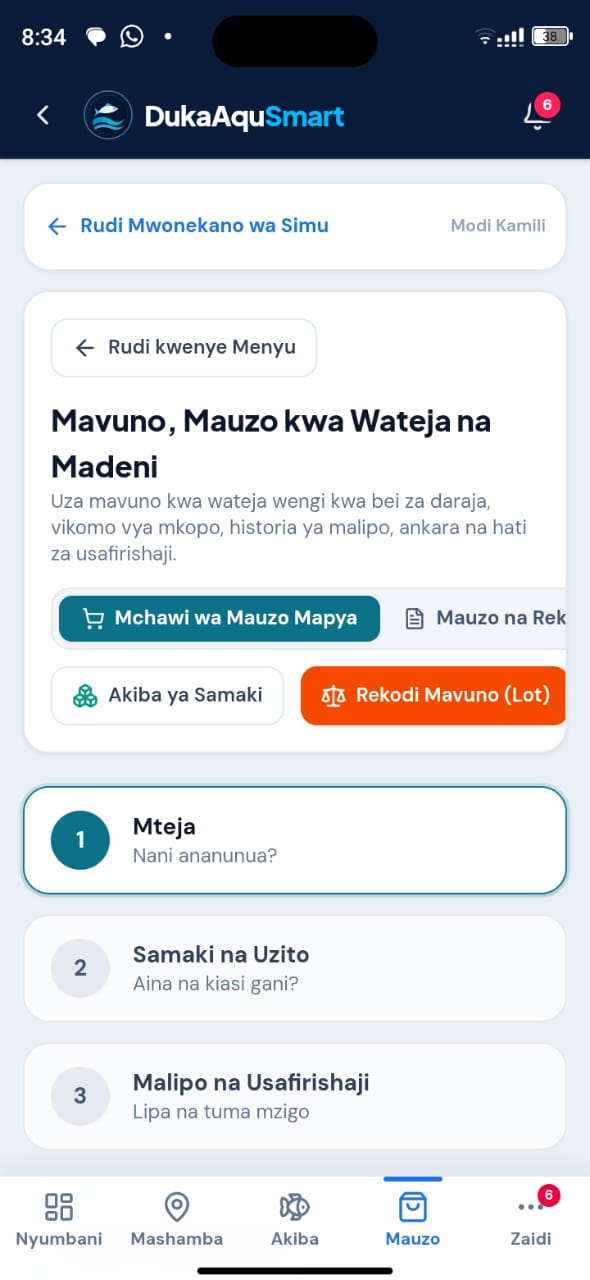 8:34
38
DukaAquSmart
6
Rudi Mwonekano wa Simu
Modi Kamili
Rudi kwenye Menyu
Mavuno, Mauzo kwa Wateja na
Madeni
Uza mavuno kwa wateja wengi kwa bei za daraja,
vikomo vya mkopo, historia ya malipo, ankara na hati
za usafirishaji.
Mchawi wa Mauzo Mapya
Mauzo na Rek
Akiba ya Samaki
Rekodi Mavuno (Lot)
1
Mteja
Nani ananunua?
2
Samaki na Uzito
Aina na kiasi gani?
3
Malipo na Usafirishaji
Lipa na tuma mzigo
6
Nyumbani
Mashamba
Akiba
Mauzo
Zaidi